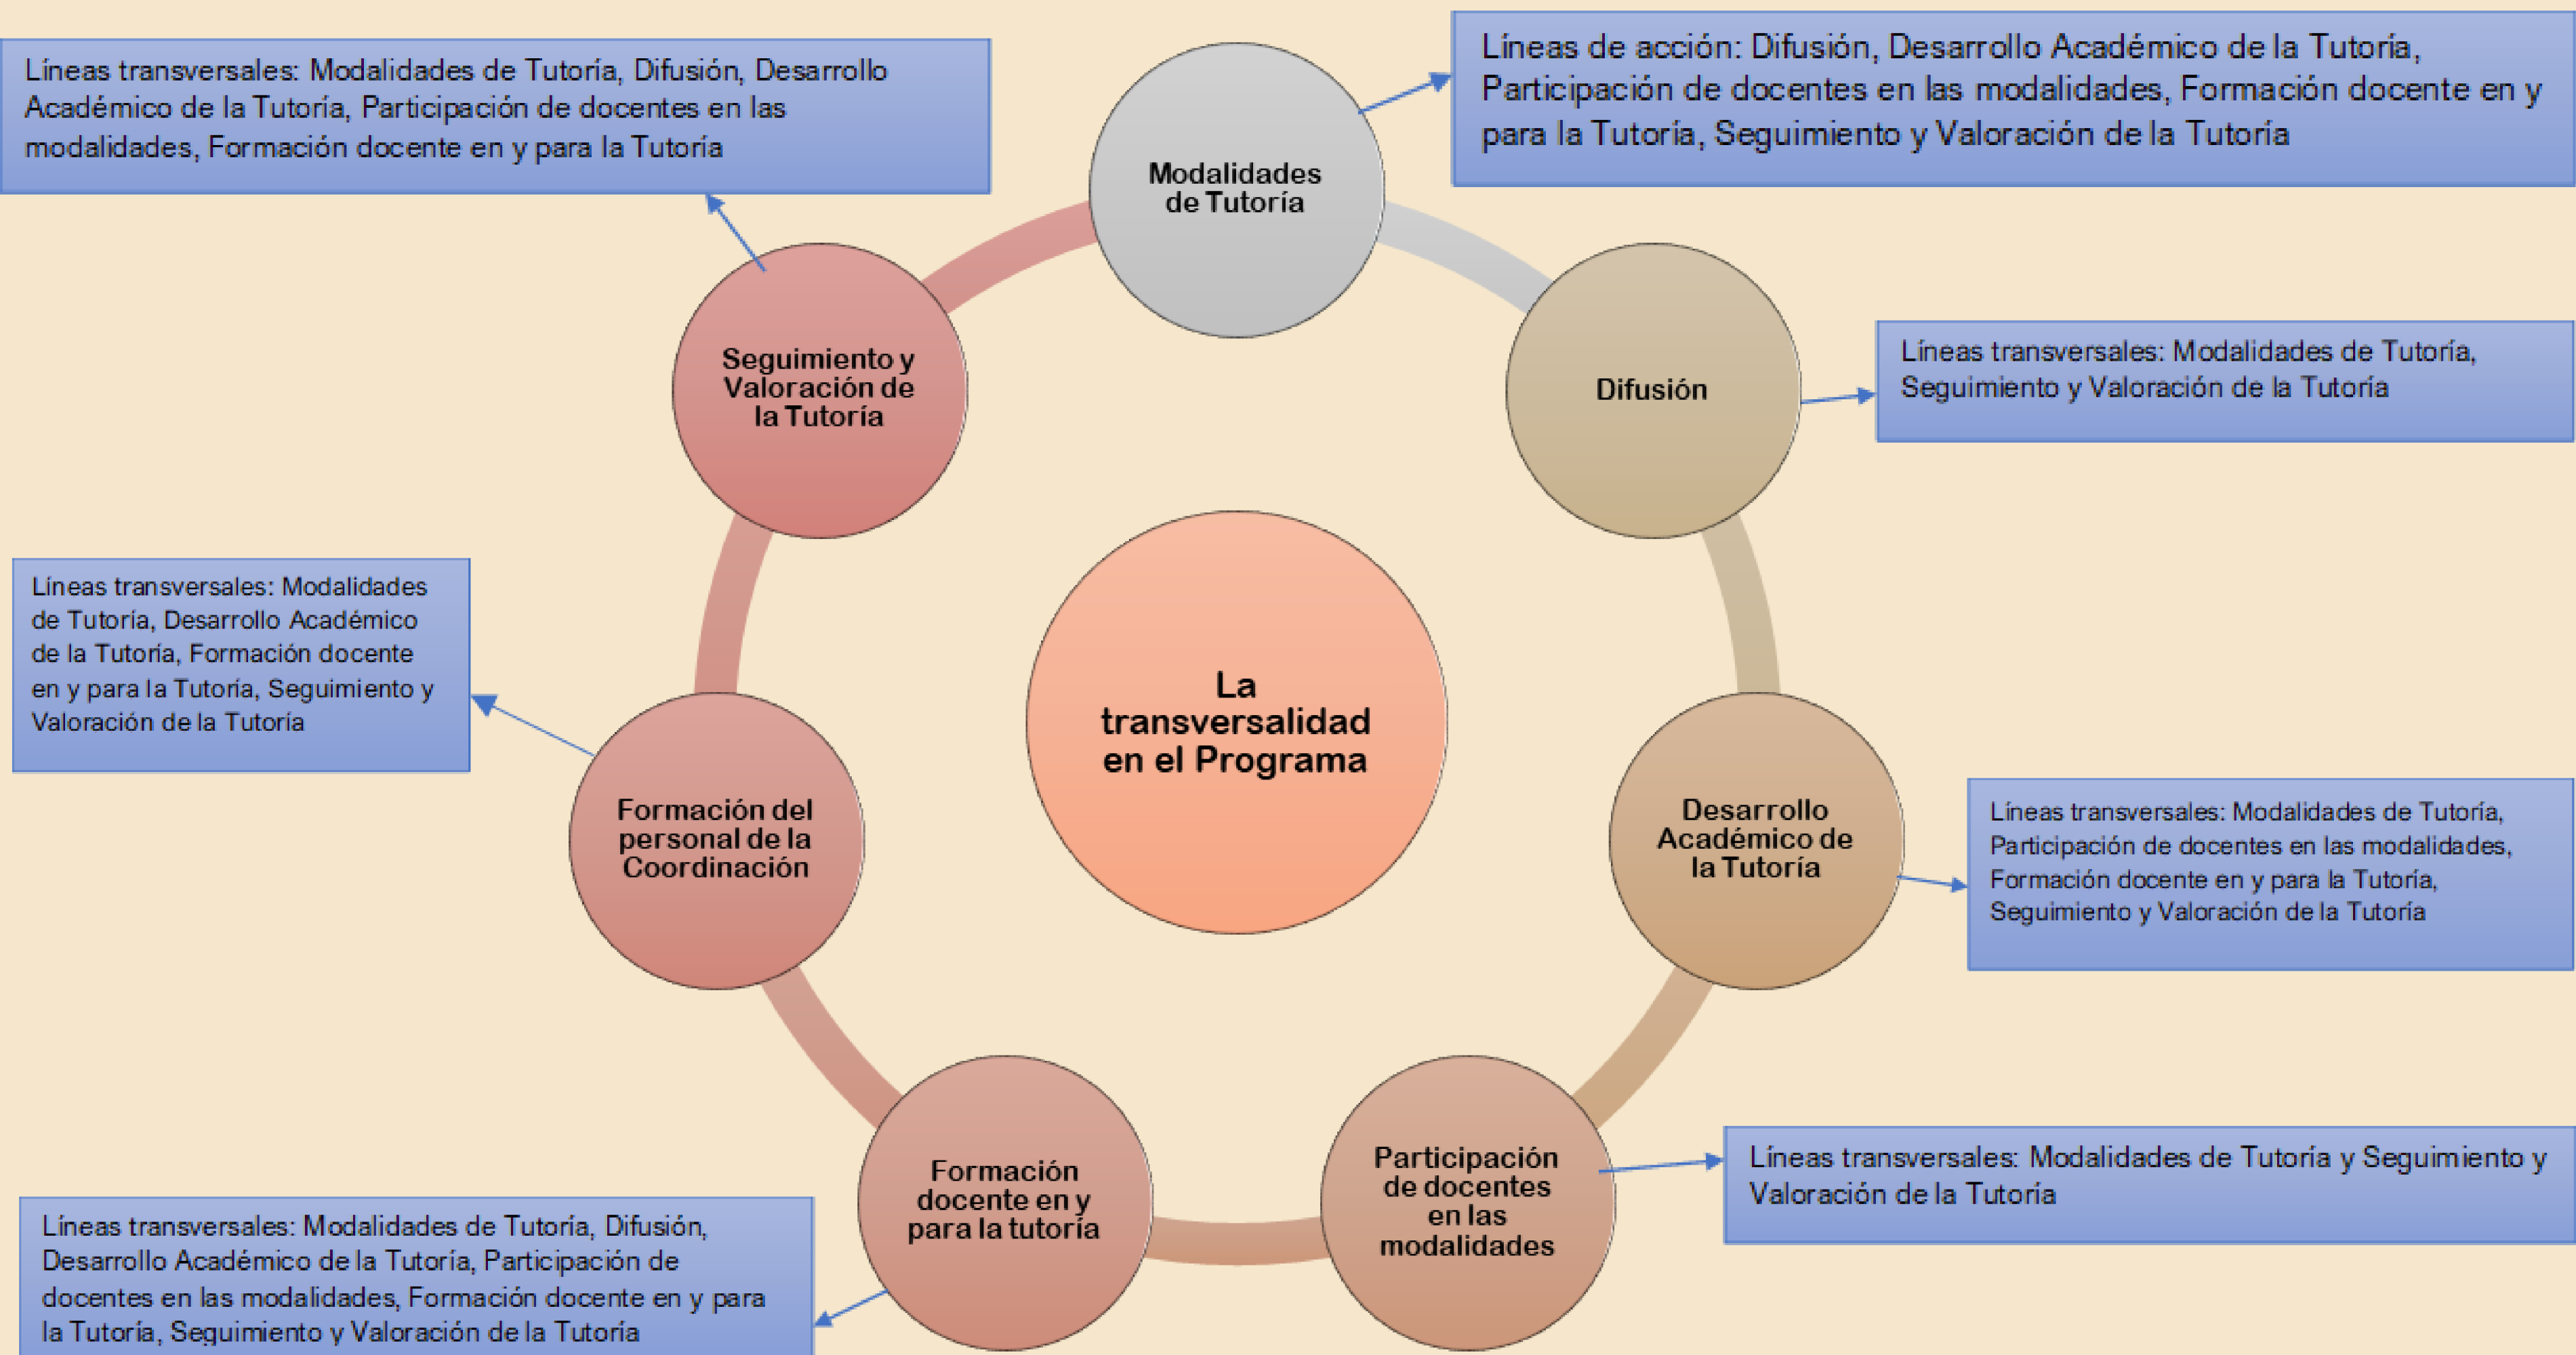 Líneas transversales: Modalidades de Tutoría, Difusión, Desarrollo
Académico de la Tutoría, Participación de docentes en las
modalidades, Formación docente en y para la Tutoría
Líneas de acción: Difusión, Desarrollo Académico de la Tutoría,
Participación de docentes en las modalidades, Formación docente en y
para la Tutoría, Seguimiento y Valoración de la Tutoría
Modalidades
de Tutoría
Seguimiento y
Valoración de
la Tutoría
Difusión
Líneas transversales: Modalidades de Tutoría,
Seguimiento y Valoración de la Tutoría
Líneas transversales: Modalidades
de Tutoría, Desarrollo Académico
de la Tutoría, Formación docente
en y para la Tutoría, Seguimiento y
Valoración de la Tutoría
La
transversalidad
en el Programa
Formación del
personal de la
Coordinación
Desarrollo
Académico de
la Tutoría
Líneas transversales: Modalidades de Tutoría,
Participación de docentes en las modalidades,
Formación docente en y para la Tutoría,
Seguimiento y Valoración de la Tutoría
Formación
docente en y
para la tutoría
Participación
de docentes
en las
modalidades
Líneas transversales: Modalidades de Tutoría y Seguimiento y
Valoración de la Tutoría
Líneas transversales: Modalidades de Tutoría, Difusión,
Desarrollo Académico de la Tutoría, Participación de
docentes en las modalidades, Formación docente en y para
la Tutoría, Seguimiento y Valoración de la Tutoría